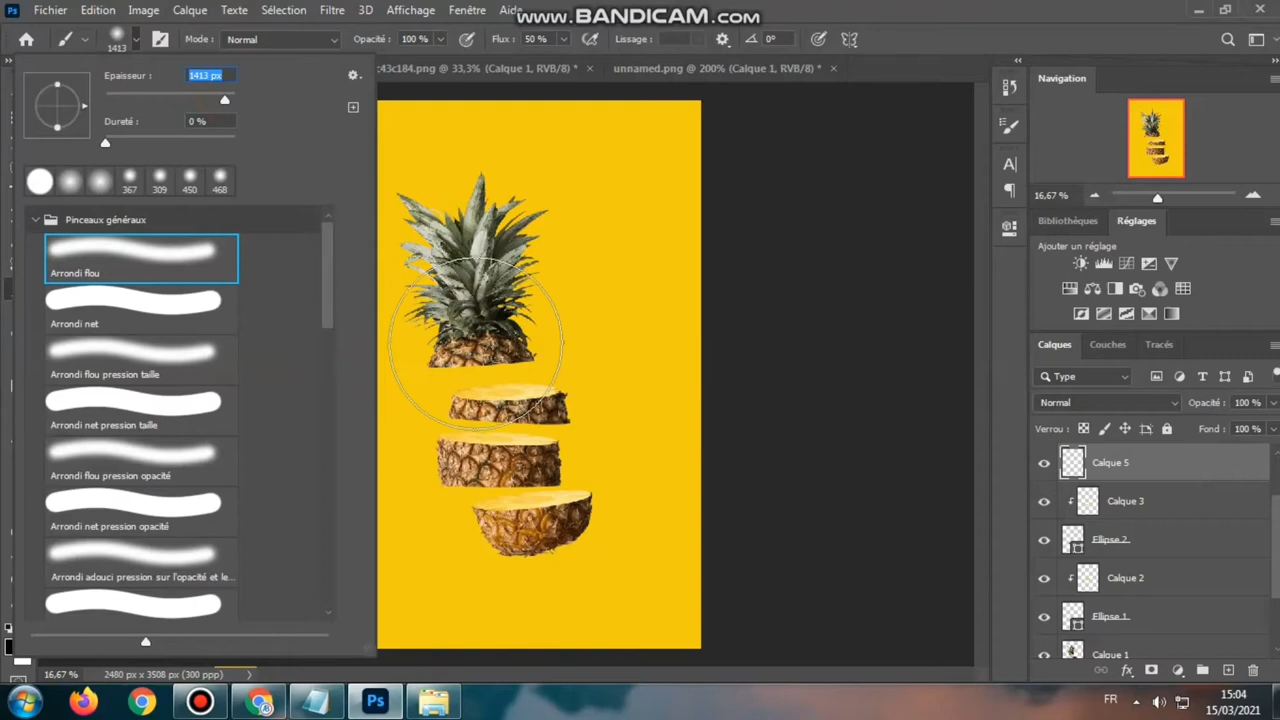 Ps Fichier Edition Image Calque Texte Sélection Filtre 3D Affichage Fenêtre Aide
www.BANDICAM.com
1413 Mode : Normal Opacité : 100 % Flux : 50 % Lissage : 0°
c43c184.png @ 33,3% (Calque 1, RVB/8) * × unnamed.png @ 200% (Calque 1, RVB/8) * ×
Epaisseur : 1413 px
Dureté : 0 %
367 309 450 468
Pinceaux généraux
Arrondi flou
Arrondi net
Arrondi flou pression taille
Arrondi net pression taille
Arrondi flou pression opacité
Arrondi net pression opacité
Arrondi adouci pression sur l'opacité et le...
Navigation
16,67 %
Bibliothèques Réglages
Ajouter un réglage
Calques Couches Tracés
Type
Normal Opacité : 100 %
Verrou : Fond : 100 %
Calque 5
Calque 3
Ellipse 2
Calque 2
Ellipse 1
Calque 1
fx
16,67 % 2480 px x 3508 px (300 ppp)
Ps
FR
15:04
15/03/2021